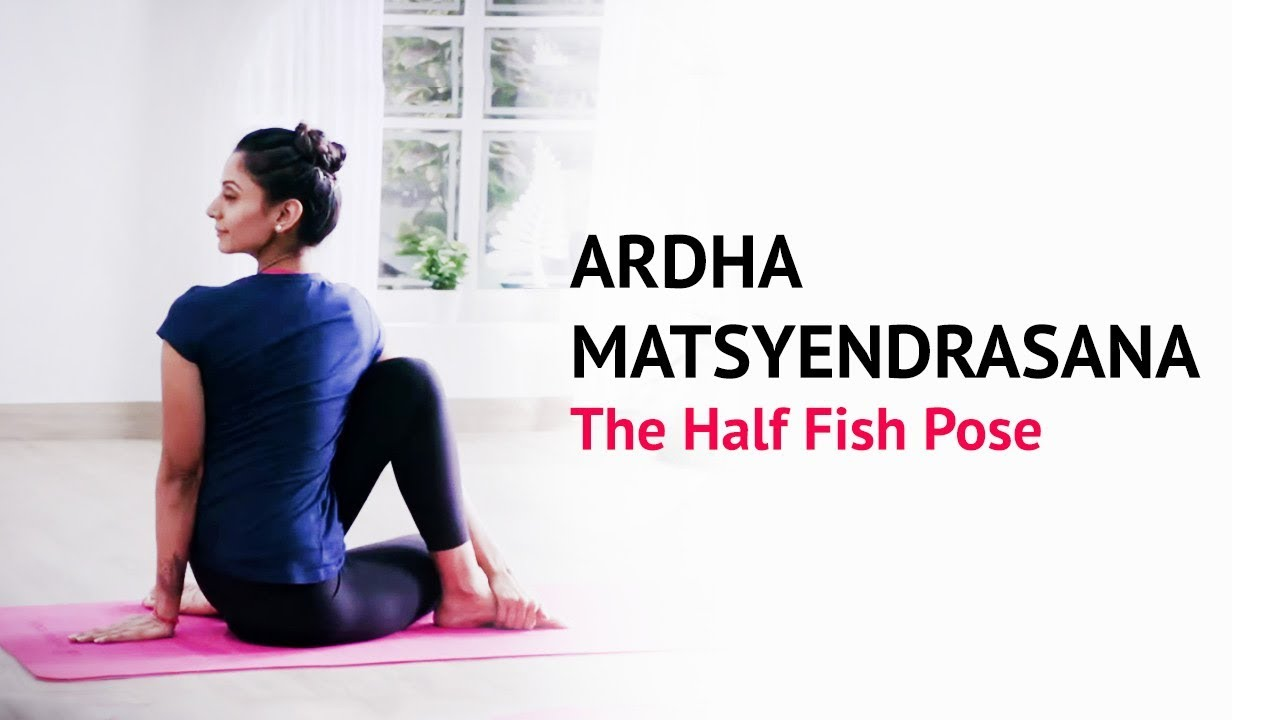 ARDHA
MATSYENDRASANA
The Half Fish Pose